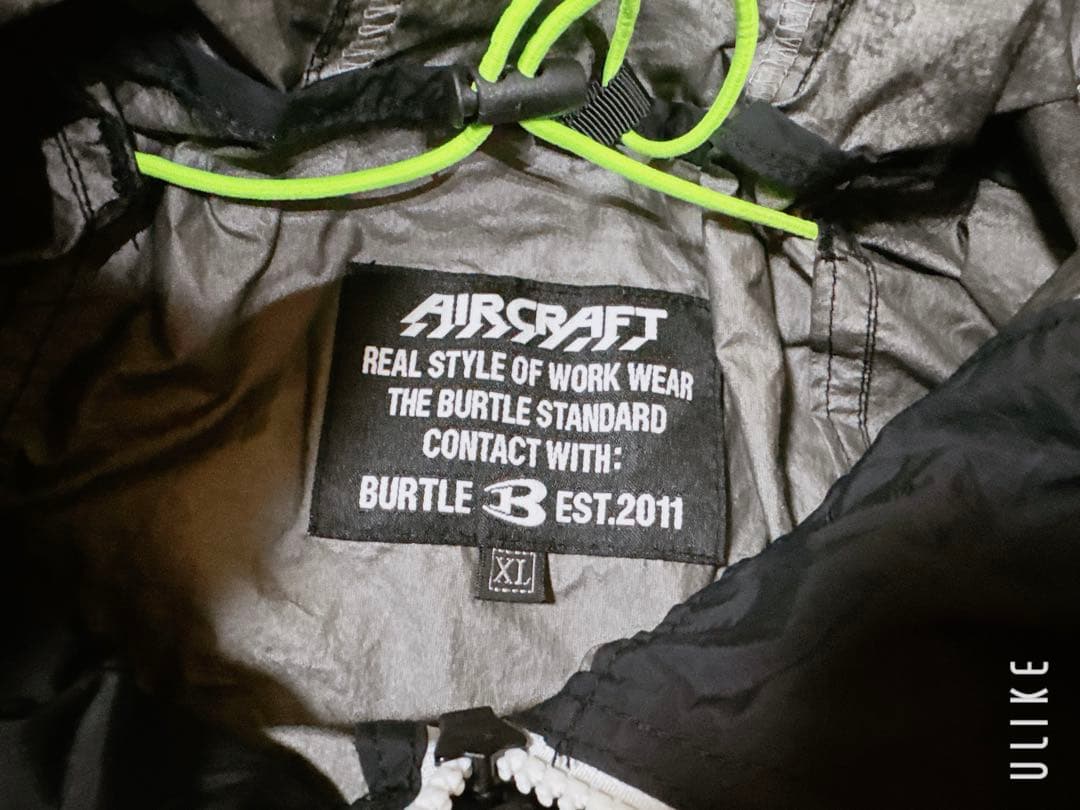 AIRCRAFT
REAL STYLE OF WORK WEAR
THE BURTLE STANDARD
CONTACT WITH:
BURTLE B EST.2011
XL
ULIKE